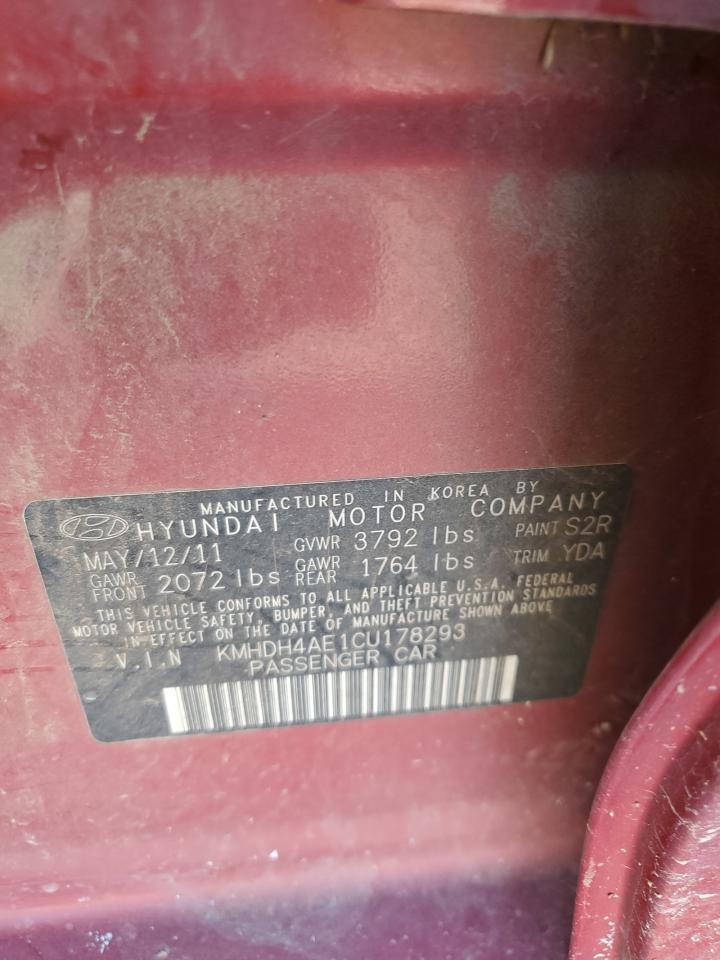 MANUFACTURED IN KOREA BY
HYUNDAI MOTOR COMPANY
MAY/12/11 GVWR 3792 lbs PAINT S2R
GAWR FRONT 2072 lbs GAWR REAR 1764 lbs TRIM YDA
THIS VEHICLE CONFORMS TO ALL APPLICABLE U.S.A. FEDERAL
MOTOR VEHICLE SAFETY, BUMPER, AND THEFT PREVENTION STANDARDS
IN EFFECT ON THE DATE OF MANUFACTURE SHOWN ABOVE
V.I.N KMHDH4AE1CU178293
PASSENGER CAR